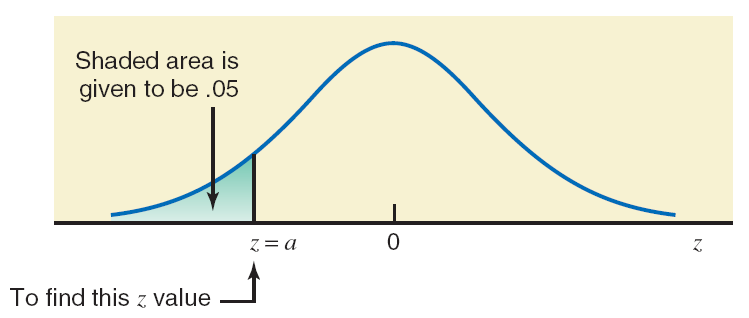 Shaded area is
given to be .05
z = a
0
z
To find this z value